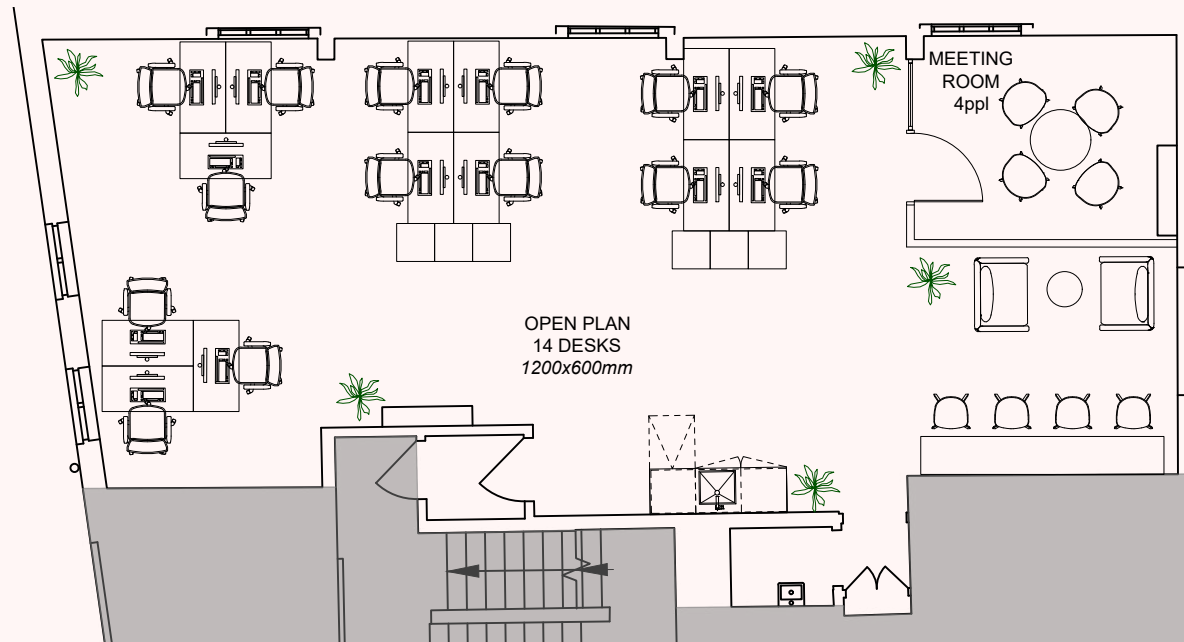 MEETING
ROOM
4ppl
OPEN PLAN
14 DESKS
1200x600mm